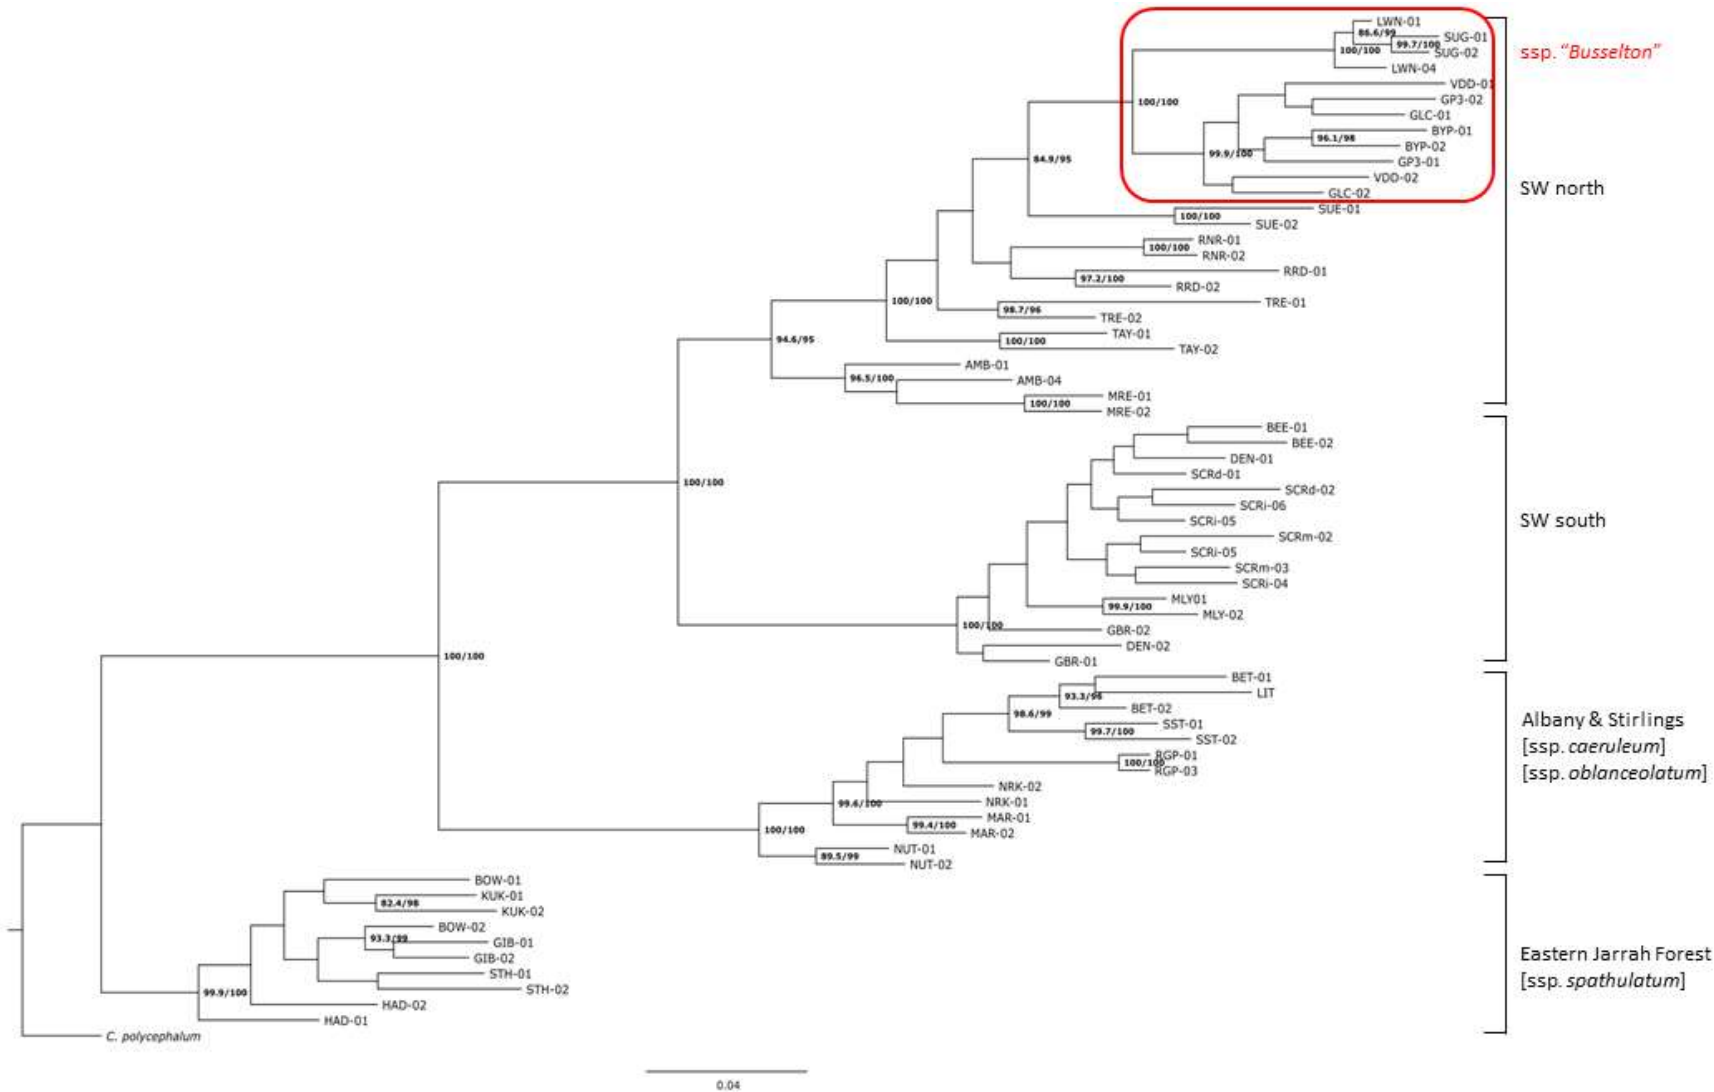 LWN-01
86.6/99
SUG-01
99.7/100
100/100
SUG-02
LWN-04
ssp. "Busselton"
VDD-01
100/100
GP3-02
GLC-01
BYP-01
96.1/98
BYP-02
99.9/100
GP3-01
84.9/95
VDD-02
GLC-02
SW north
SUE-01
100/100
SUE-02
RNR-01
100/100
RNR-02
RRD-01
97.2/100
RRD-02
100/100
TRE-01
98.7/96
TRE-02
TAY-01
94.6/95
100/100
TAY-02
AMB-01
96.5/100
AMB-04
MRE-01
100/100
MRE-02
BEE-01
BEE-02
DEN-01
SCRd-01
100/100
SCRd-02
SCRi-06
SCRi-05
SW south
SCRm-02
SCRi-05
SCRm-03
SCRi-04
MLY01
99.9/100
MLY-02
100/100
GBR-02
DEN-02
100/100
GBR-01
BET-01
LIT
93.3/96
BET-02
98.6/99
SST-01
99.7/100
SST-02
Albany & Stirlings
[ssp. caeruleum]
[ssp. oblanceolatum]
RGP-01
100/100
RGP-03
NRK-02
99.6/100
NRK-01
MAR-01
99.4/100
MAR-02
100/100
NUT-01
89.5/99
NUT-02
BOW-01
KUK-01
82.4/98
KUK-02
BOW-02
93.3/99
GIB-01
GIB-02
STH-01
STH-02
Eastern Jarrah Forest
[ssp. spathulatum]
99.9/100
HAD-02
HAD-01
C. polycephalum
0.04